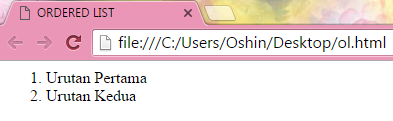 ORDERED LIST
file:///C:/Users/Oshin/Desktop/ol.html
1. Urutan Pertama
2. Urutan Kedua